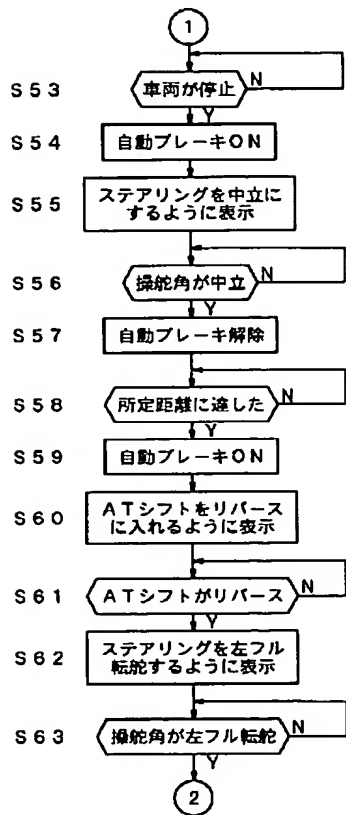 1
S53
車両が停止
N
Y
S54
自動ブレーキON
S55
ステアリングを中立に
するように表示
S56
操舵角が中立
N
Y
S57
自動ブレーキ解除
S58
所定距離に達した
N
Y
S59
自動ブレーキON
S60
ATシフトをリバース
に入れるように表示
S61
ATシフトがリバース
N
Y
S62
ステアリングを左フル
転舵するように表示
S63
操舵角が左フル転舵
N
Y
2